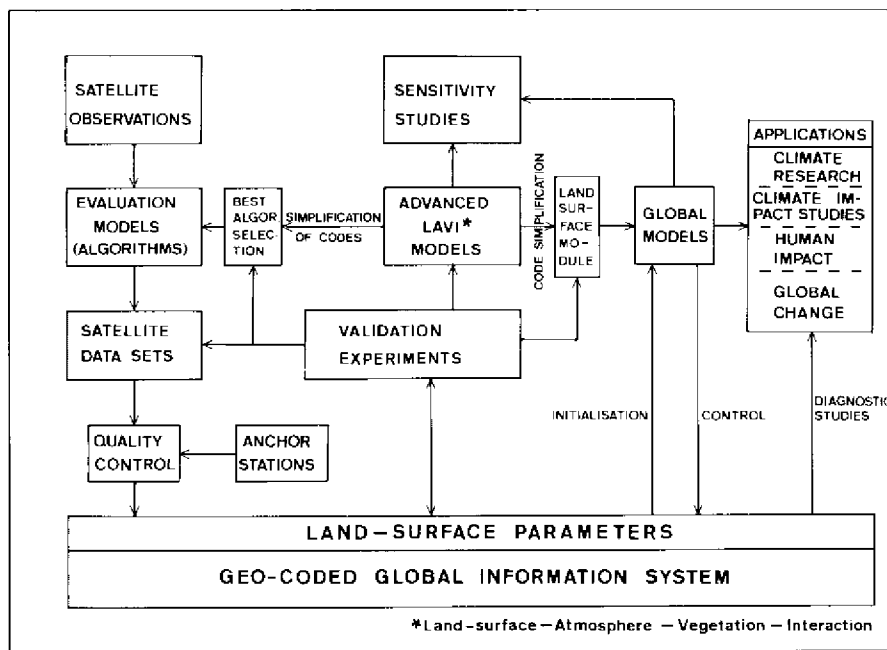 SATELLITE
OBSERVATIONS
SENSITIVITY
STUDIES
APPLICATIONS
CLIMATE
RESEARCH
CLIMATE IM-
PACT STUDIES
HUMAN
IMPACT
GLOBAL
CHANGE
EVALUATION
MODELS
(ALGORITHMS)
BEST
ALGOR
SELEC-
TION
SIMPLIFICATION
OF CODES
ADVANCED
LAVI*
MODELS
CODE SIMPLIFICATION
LAND
SUR-
FACE
MO-
DULE
GLOBAL
MODELS
SATELLITE
DATA SETS
VALIDATION
EXPERIMENTS
QUALITY
CONTROL
ANCHOR
STATIONS
INITIALISATION
CONTROL
DIAGNOSTIC
STUDIES
LAND-SURFACE PARAMETERS
GEO-CODED GLOBAL INFORMATION SYSTEM
*Land-surface - Atmosphere - Vegetation - Interaction